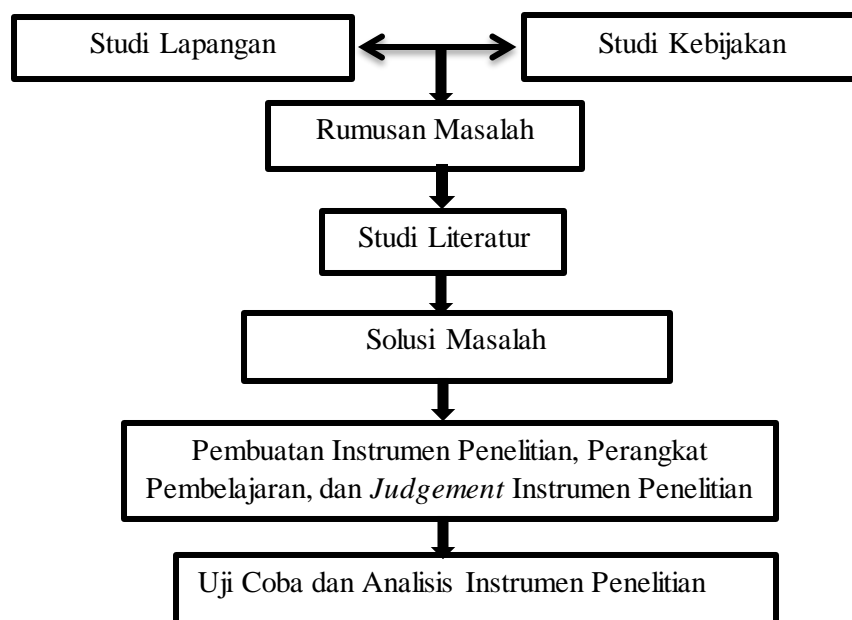 Studi Lapangan
Studi Kebijakan
Rumusan Masalah
Studi Literatur
Solusi Masalah
Pembuatan Instrumen Penelitian, Perangkat
Pembelajaran, dan Judgement Instrumen Penelitian
Uji Coba dan Analisis Instrumen Penelitian